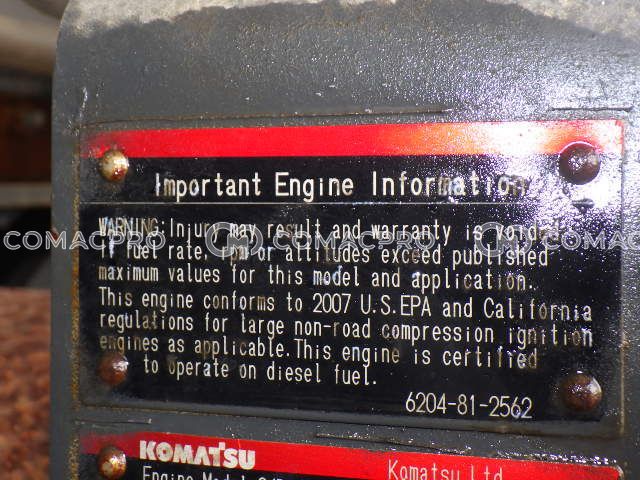 Important Engine Information
WARNING:Injury may result and warranty is void
if fuel rate, rpm or altitudes exceed published
maximum values for this model and application.
This engine conforms to 2007 U.S.EPA and California
regulations for large non-road compression ignition
engines as applicable.This engine is certified
to operate on diesel fuel.
6204-81-2562
KOMATSU
Komatsu Ltd
Engine Model
COMACPRO COMACPRO COMACPRO